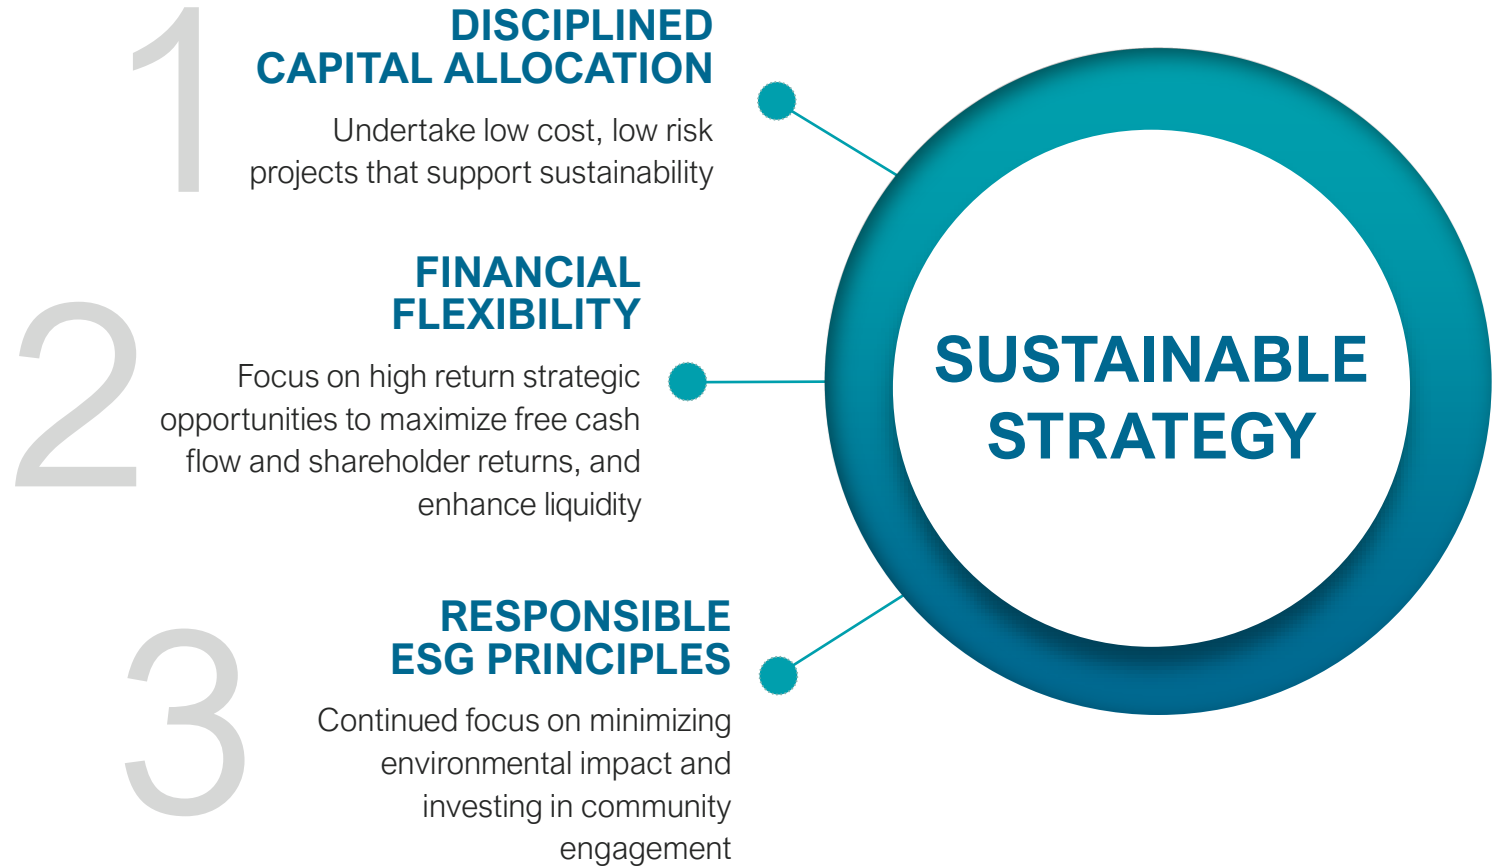 1
DISCIPLINED
CAPITAL ALLOCATION
Undertake low cost, low risk
projects that support sustainability
2
FINANCIAL
FLEXIBILITY
Focus on high return strategic
opportunities to maximize free cash
flow and shareholder returns, and
enhance liquidity
3
RESPONSIBLE
ESG PRINCIPLES
Continued focus on minimizing
environmental impact and
investing in community
engagement
SUSTAINABLE
STRATEGY